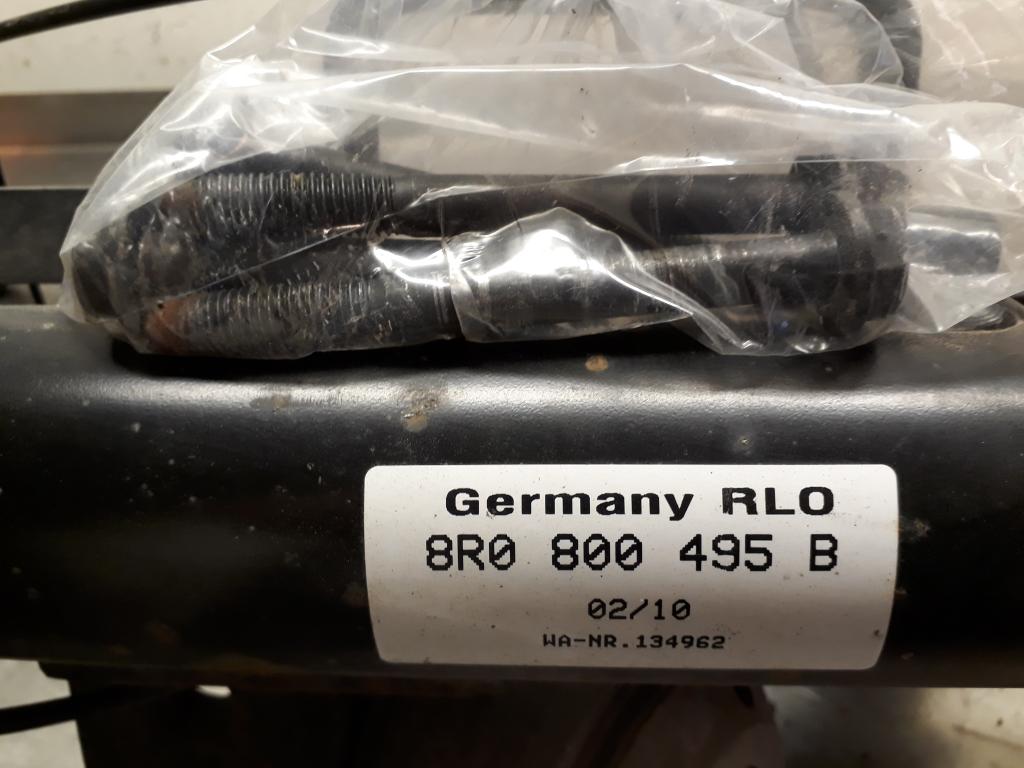 Germany RLO
8R0 800 495 B
02/10
WA-NR.134962